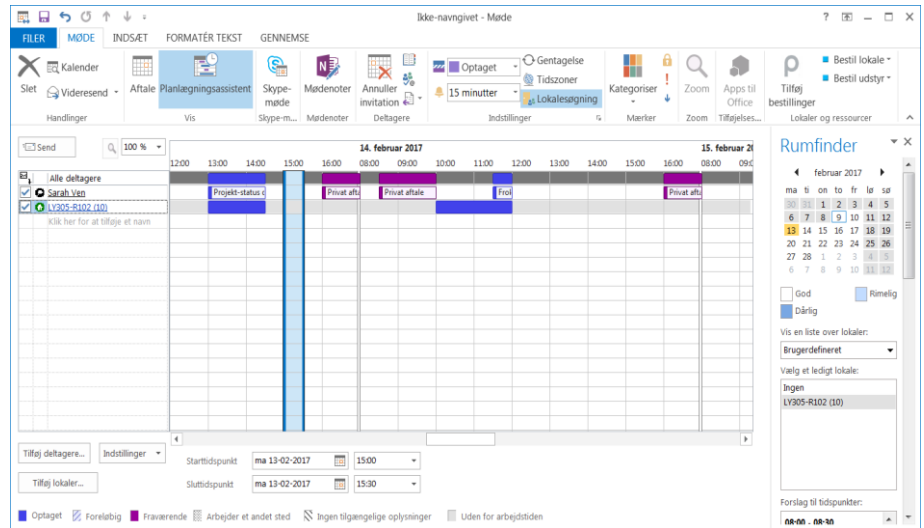 Ikke-navngivet - Møde
FILER MØDE INDSÆT FORMATÉR TEKST GENNEMSE
Slet
Kalender
Videresend
Handlinger
Aftale
Planlægningsassistent
Vis
Skype-møde
Skype-m...
Mødenoter
Mødenoter
Annuller invitation
Deltagere
Optaget
15 minutter
Gentagelse
Tidszoner
Lokalesøgning
Indstillinger
Kategoriser
Mærker
Zoom
Zoom
Apps til Office
Tilføjelses...
Tilføj bestillinger
Bestil lokale
Bestil udstyr
Lokaler og ressourcer
Send
100 %
14. februar 2017
15. februar 20
12:00 13:00 14:00 15:00 16:00 08:00 09:00 10:00 11:00 12:00 13:00 14:00 15:00 16:00 08:00 09:0
Alle deltagere
Sarah Ven
Projekt-status Privat afta Privat aftale Privat afta
LY305-R102 (10)
Klik her for at tilføje et navn
Tilføj deltagere...
Indstillinger
Tilføj lokaler...
Starttidspunkt ma 13-02-2017 15:00
Sluttidspunkt ma 13-02-2017 15:30
Optaget Foreløbig Fraværende Arbejder et andet sted Ingen tilgængelige oplysninger Uden for arbejdstiden
Rumfinder
februar 2017
ma ti on to fr lø sø
30 31 1 2 3 4 5
6 7 8 9 10 11 12
13 14 15 16 17 18 19
20 21 22 23 24 25 26
27 28 1 2 3 4 5
6 7 8 9 10 11 12
God Rimelig
Dårlig
Vis en liste over lokaler:
Brugerdefineret
Vælg et ledigt lokale:
Ingen
LY305-R102 (10)
Forslag til tidspunkter:
08:00 - 08:30